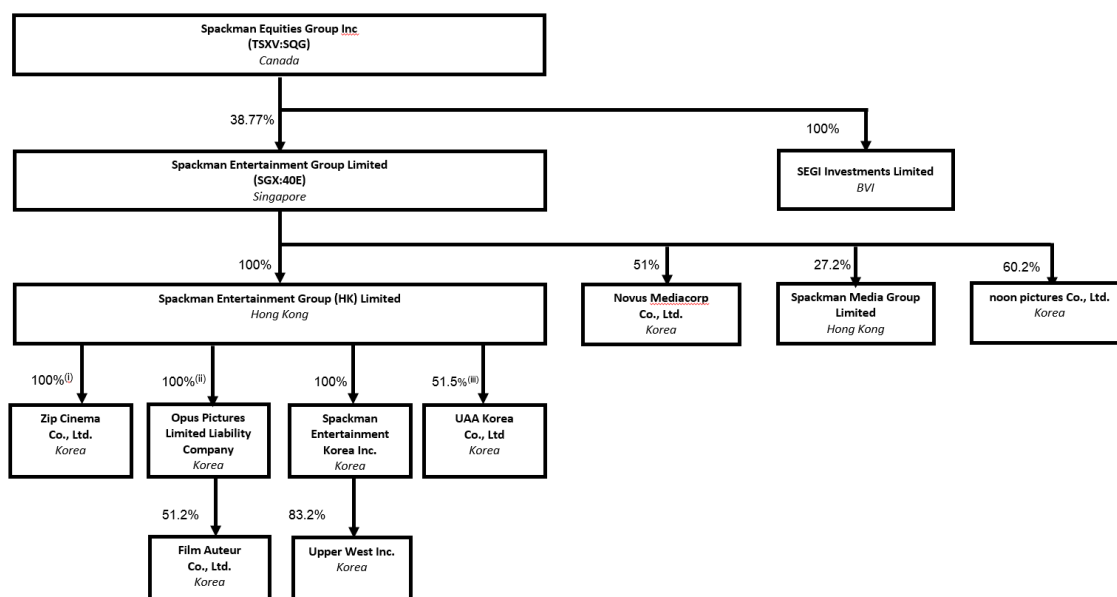 Spackman Equities Group Inc
(TSXV:SQG)
Canada
38.77%
100%
Spackman Entertainment Group Limited
(SGX:40E)
Singapore
SEGI Investments Limited
BVI
100%
51%
27.2%
60.2%
Spackman Entertainment Group (HK) Limited
Hong Kong
Novus Mediacorp
Co., Ltd.
Korea
Spackman Media Group
Limited
Hong Kong
noon pictures Co., Ltd.
Korea
100%(i)
100%(ii)
100%
51.5%(iii)
Zip Cinema
Co., Ltd.
Korea
Opus Pictures
Limited Liability
Company
Korea
Spackman
Entertainment
Korea Inc.
Korea
UAA Korea
Co., Ltd
Korea
51.2%
83.2%
Film Auteur
Co., Ltd.
Korea
Upper West Inc.
Korea